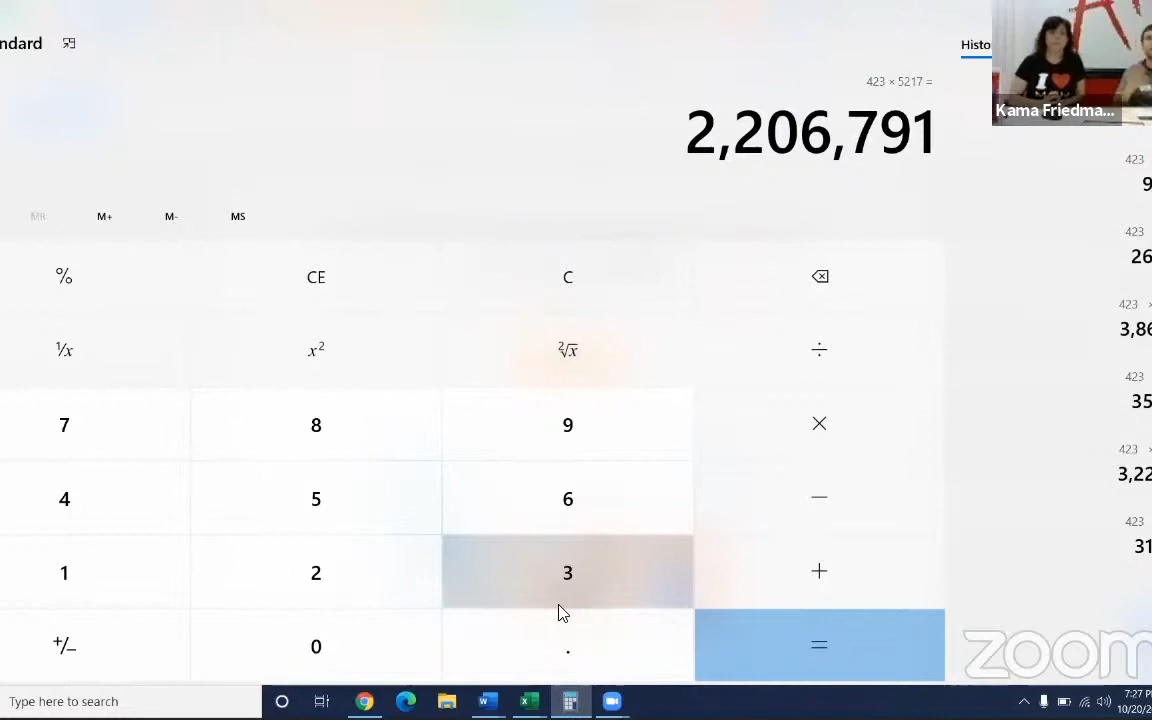 ndard
Histo
423 × 5217 =
2,206,791
Kama Friedma...
I ❤
MR M+ M- MS
423
9
423
26
423 ×
3,86
423
35
423 ×
3,22
423
31
% CE C
¹/x x² ²√x ÷
7 8 9 ×
4 5 6 −
1 2 3 +
+/− 0 . =
zoom
Type here to search
7:27 P
10/20/2